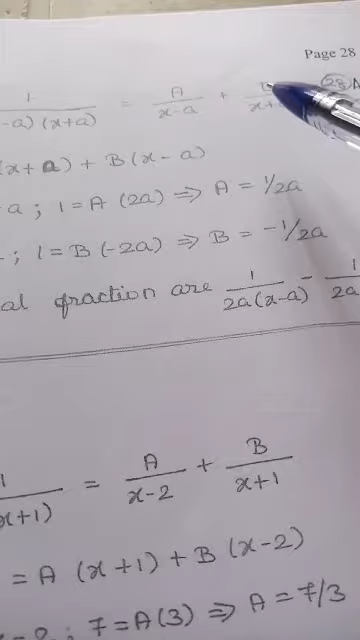 Page 28
1/(-a)(x+a) = A/(x-a) + B/(x+
(x+a) + B(x-a)
-a ; 1 = A (2a) ⇒ A = 1/2a
; 1 = B (-2a) ⇒ B = -1/2a
al fraction are 1/2a(x-a) - 1/2a
/(x+1) = A/(x-2) + B/(x+1)
= A (x+1) + B (x-2)
; 7 = A(3) ⇒ A = 7/3